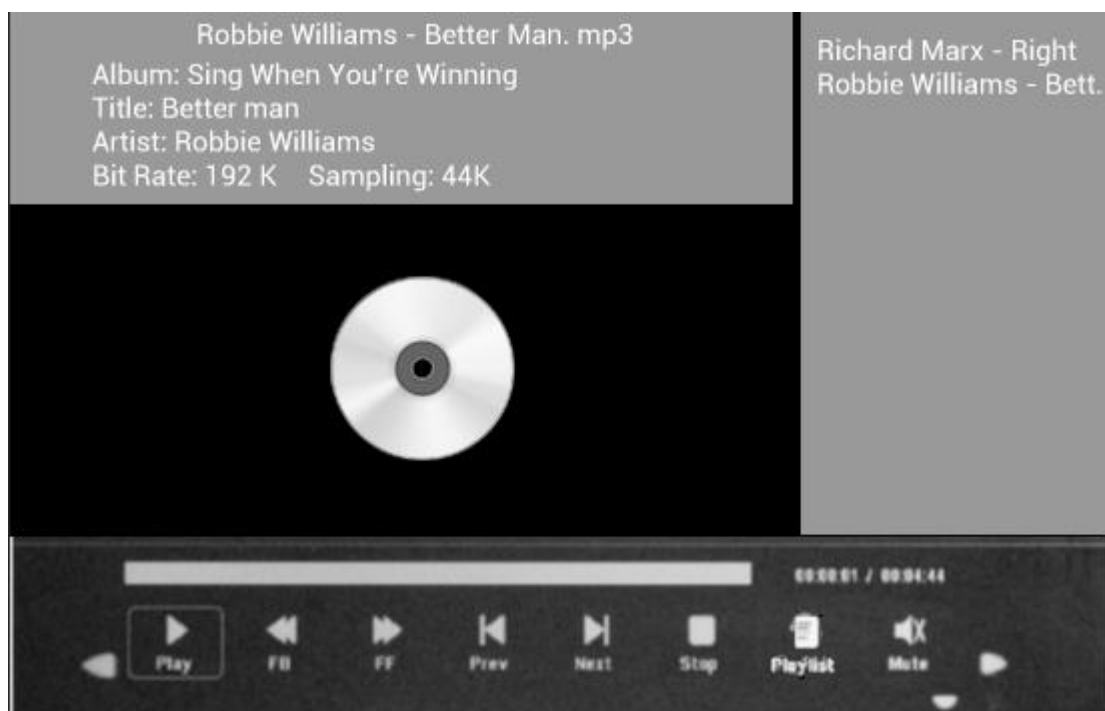 Robbie Williams - Better Man. mp3
Album: Sing When You're Winning
Title: Better man
Artist: Robbie Williams
Bit Rate: 192 K Sampling: 44K
Richard Marx - Right
Robbie Williams - Bett.
00:00:01 / 00:04:44
Play FB FF Prev Next Stop Playlist Mute